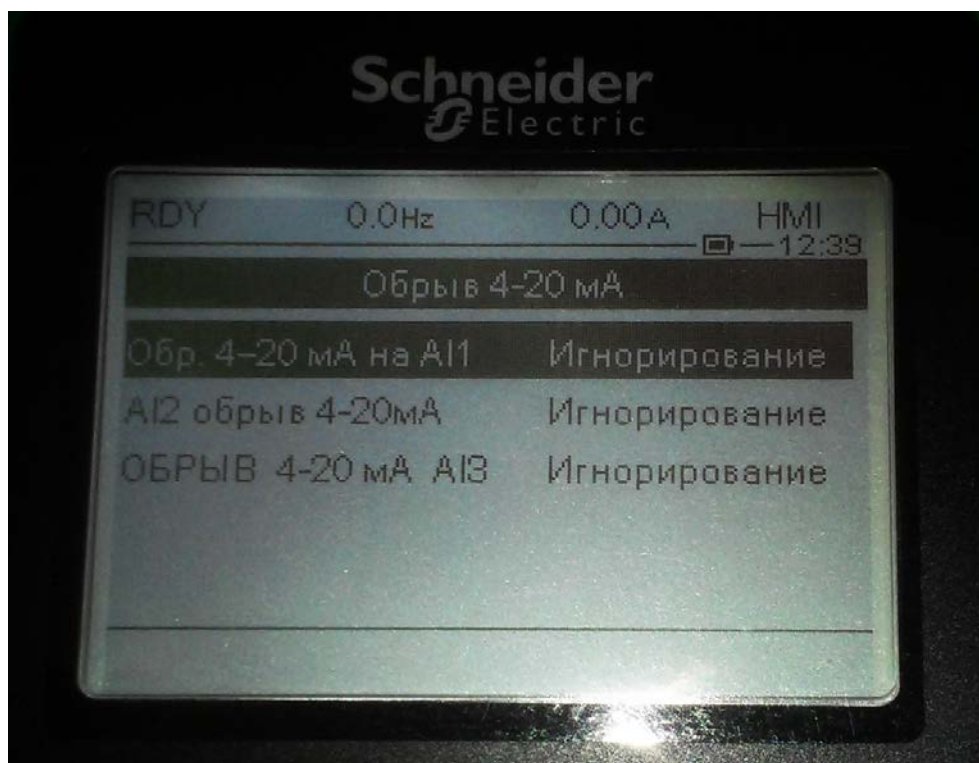 Schneider
Electric
RDY 0.0Hz 0.00A HMI
12:39
Обрыв 4-20 мА
Обр. 4-20 мА на AI1 Игнорирование
AI2 обрыв 4-20мА Игнорирование
ОБРЫВ 4-20 мА AI3 Игнорирование